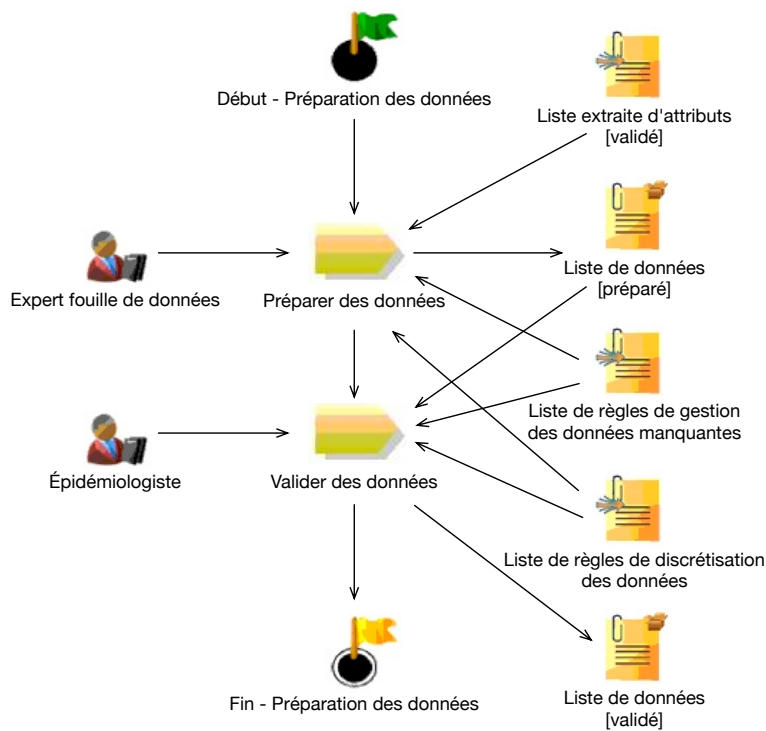 Début - Préparation des données
Liste extraite d'attributs
[validé]
Expert fouille de données
Préparer des données
Liste de données
[préparé]
Liste de règles de gestion
des données manquantes
Épidémiologiste
Valider des données
Liste de règles de discrétisation
des données
Fin - Préparation des données
Liste de données
[validé]